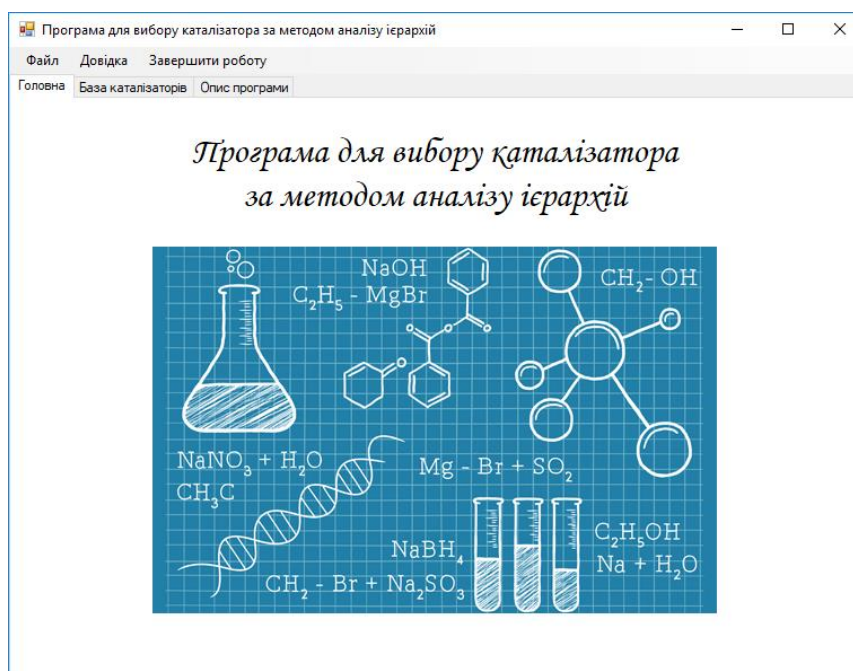 Програма для вибору каталізатора за методом аналізу ієрархій
Файл Довідка Завершити роботу
Головна База каталізаторів Опис програми
Програма для вибору каталізатора
за методом аналізу ієрархій
NaOH
C₂H₅ - MgBr
CH₂- OH
NaNO₃ + H₂O
CH₃C
Mg - Br + SO₂
NaBH₄
CH₂ - Br + Na₂SO₃
C₂H₅OH
Na + H₂O